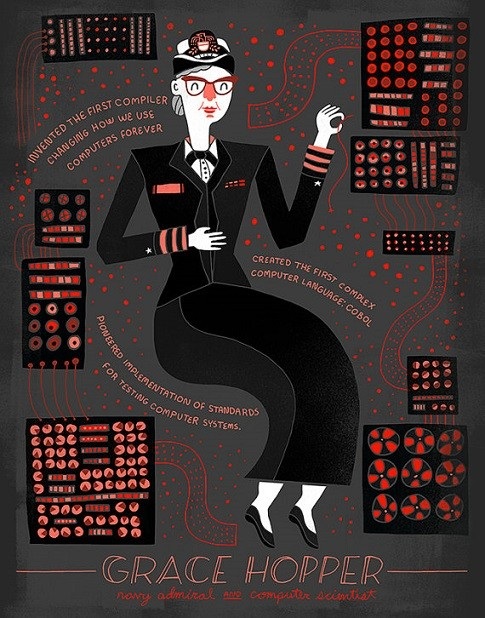 INVENTED THE FIRST COMPILER
CHANGING HOW WE USE
COMPUTERS FOREVER
CREATED THE FIRST COMPLEX
COMPUTER LANGUAGE: COBOL
PIONEERED IMPLEMENTATION OF STANDARDS
FOR TESTING COMPUTER SYSTEMS.
GRACE HOPPER
navy admiral AND computer scientist